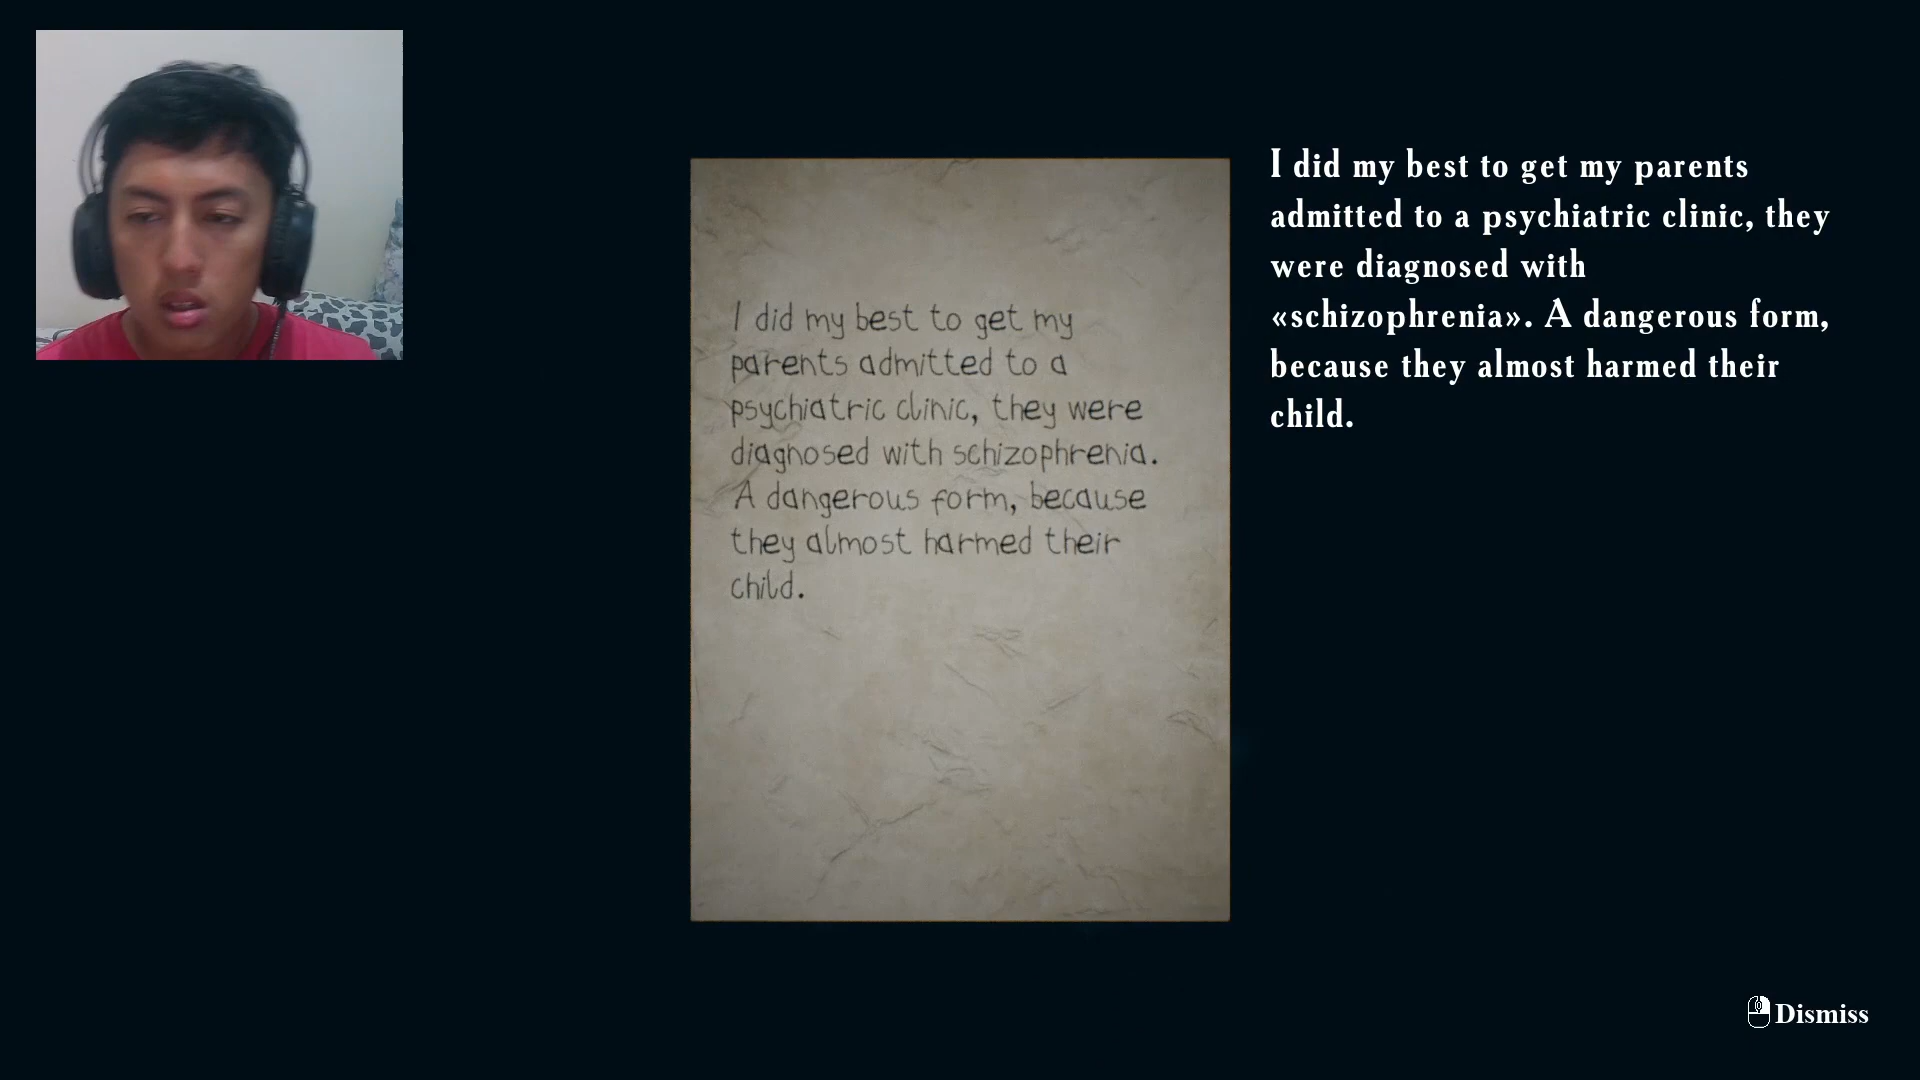 I did my best to get my
parents admitted to a
psychiatric clinic, they were
diagnosed with schizophrenia.
A dangerous form, because
they almost harmed their
child.
I did my best to get my parents
admitted to a psychiatric clinic, they
were diagnosed with
«schizophrenia». A dangerous form,
because they almost harmed their
child.
Dismiss